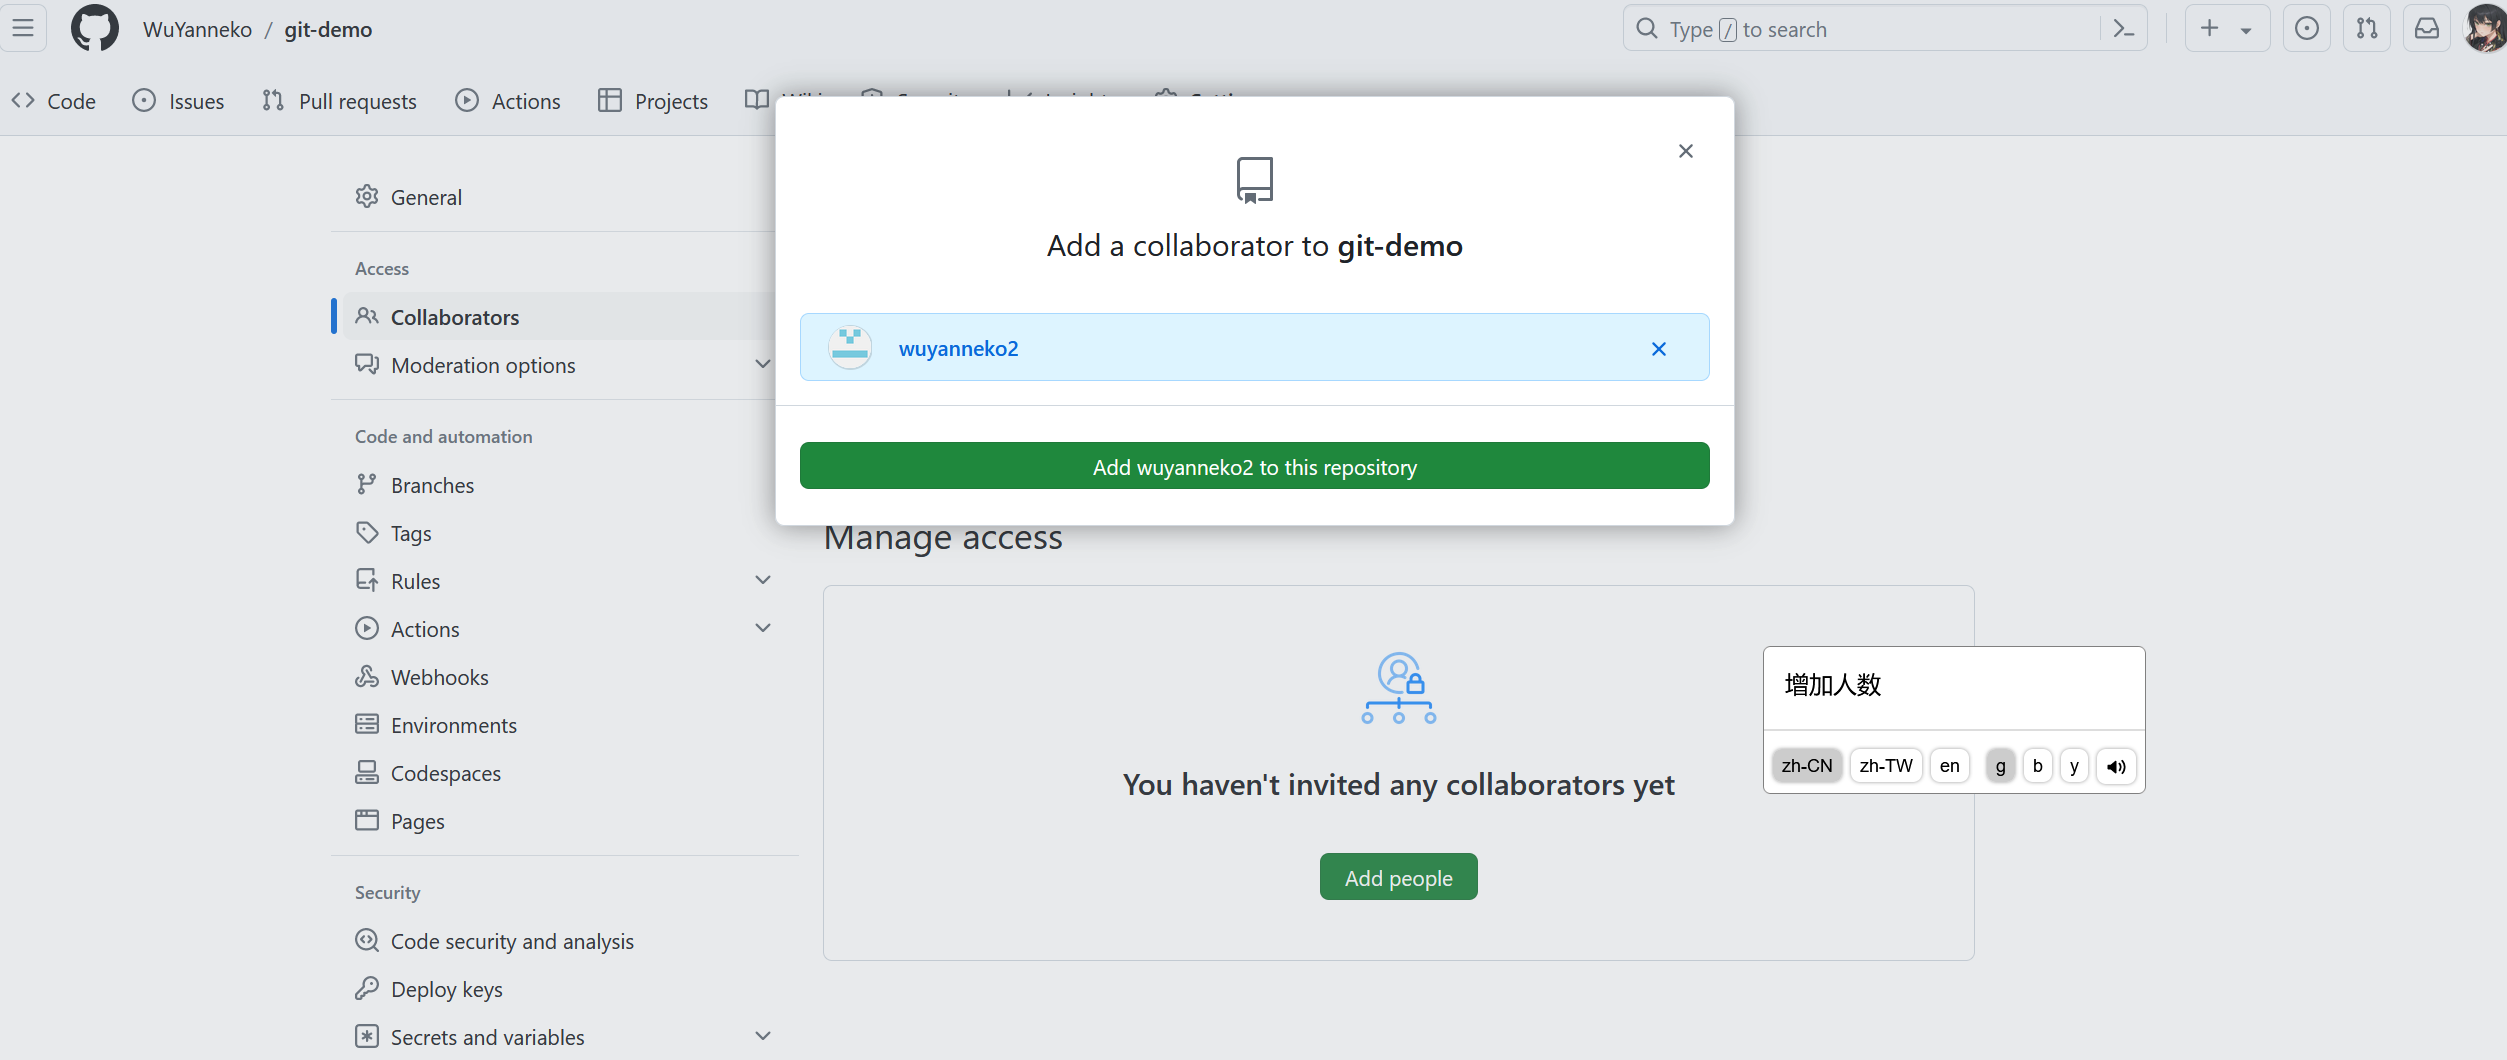 WuYanneko / git-demo
Type / to search
Code
Issues
Pull requests
Actions
Projects
Add a collaborator to git-demo
wuyanneko2
Add wuyanneko2 to this repository
General
Access
Collaborators
Moderation options
Code and automation
Branches
Tags
Rules
Actions
Webhooks
Environments
Codespaces
Pages
Security
Code security and analysis
Deploy keys
Secrets and variables
Manage access
You haven't invited any collaborators yet
Add people
增加人数
zh-CN zh-TW en g b y